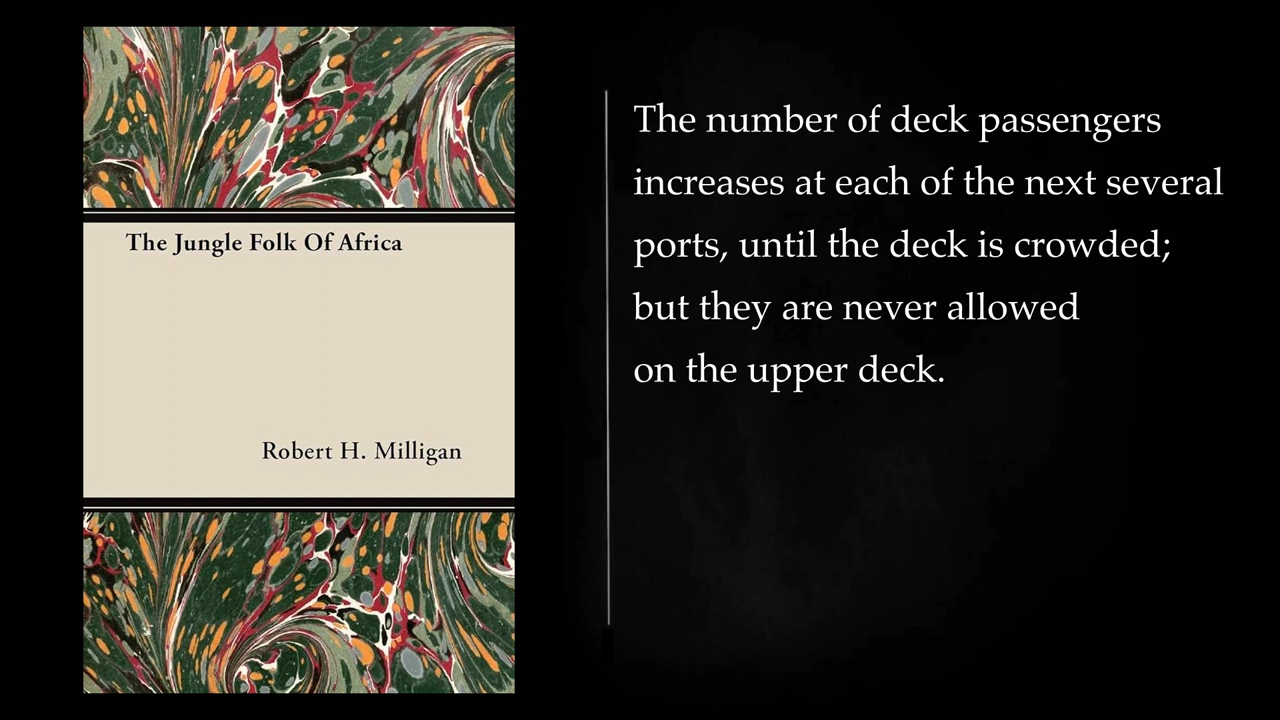 The Jungle Folk Of Africa
Robert H. Milligan
The number of deck passengers
increases at each of the next several
ports, until the deck is crowded;
but they are never allowed
on the upper deck.